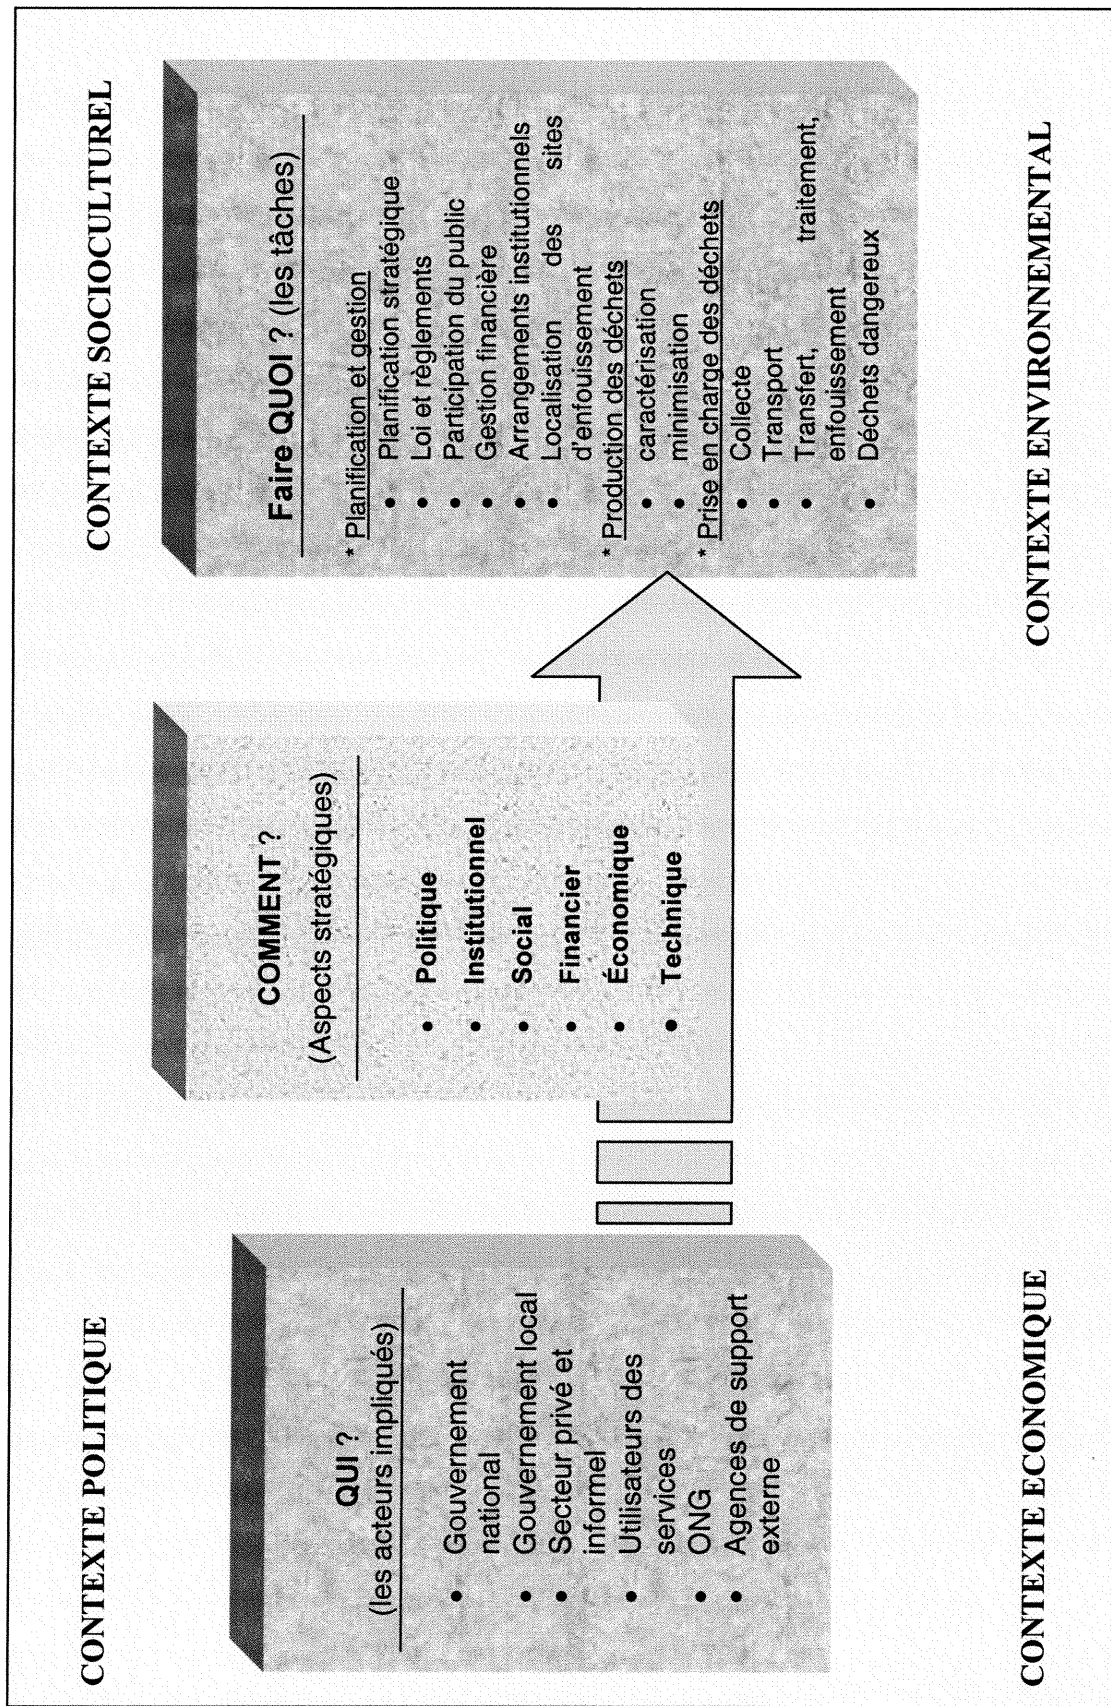 CONTEXTE POLITIQUE
CONTEXTE SOCIOCULTUREL
QUI ?
(les acteurs impliqués)
• Gouvernement
national
• Gouvernement local
• Secteur privé et
informel
• Utilisateurs des
services
• ONG
• Agences de support
externe
COMMENT ?
(Aspects stratégiques)
• Politique
• Institutionnel
• Social
• Financier
• Économique
• Technique
Faire QUOI ? (les tâches)
* Planification et gestion
• Planification stratégique
• Loi et règlements
• Participation du public
• Gestion financière
• Arrangements institutionnels
• Localisation des sites
d'enfouissement
* Production des déchets
• caractérisation
• minimisation
* Prise en charge des déchets
• Collecte
• Transport
• Transfert, traitement,
enfouissement
• Déchets dangereux
CONTEXTE ECONOMIQUE
CONTEXTE ENVIRONNEMENTAL